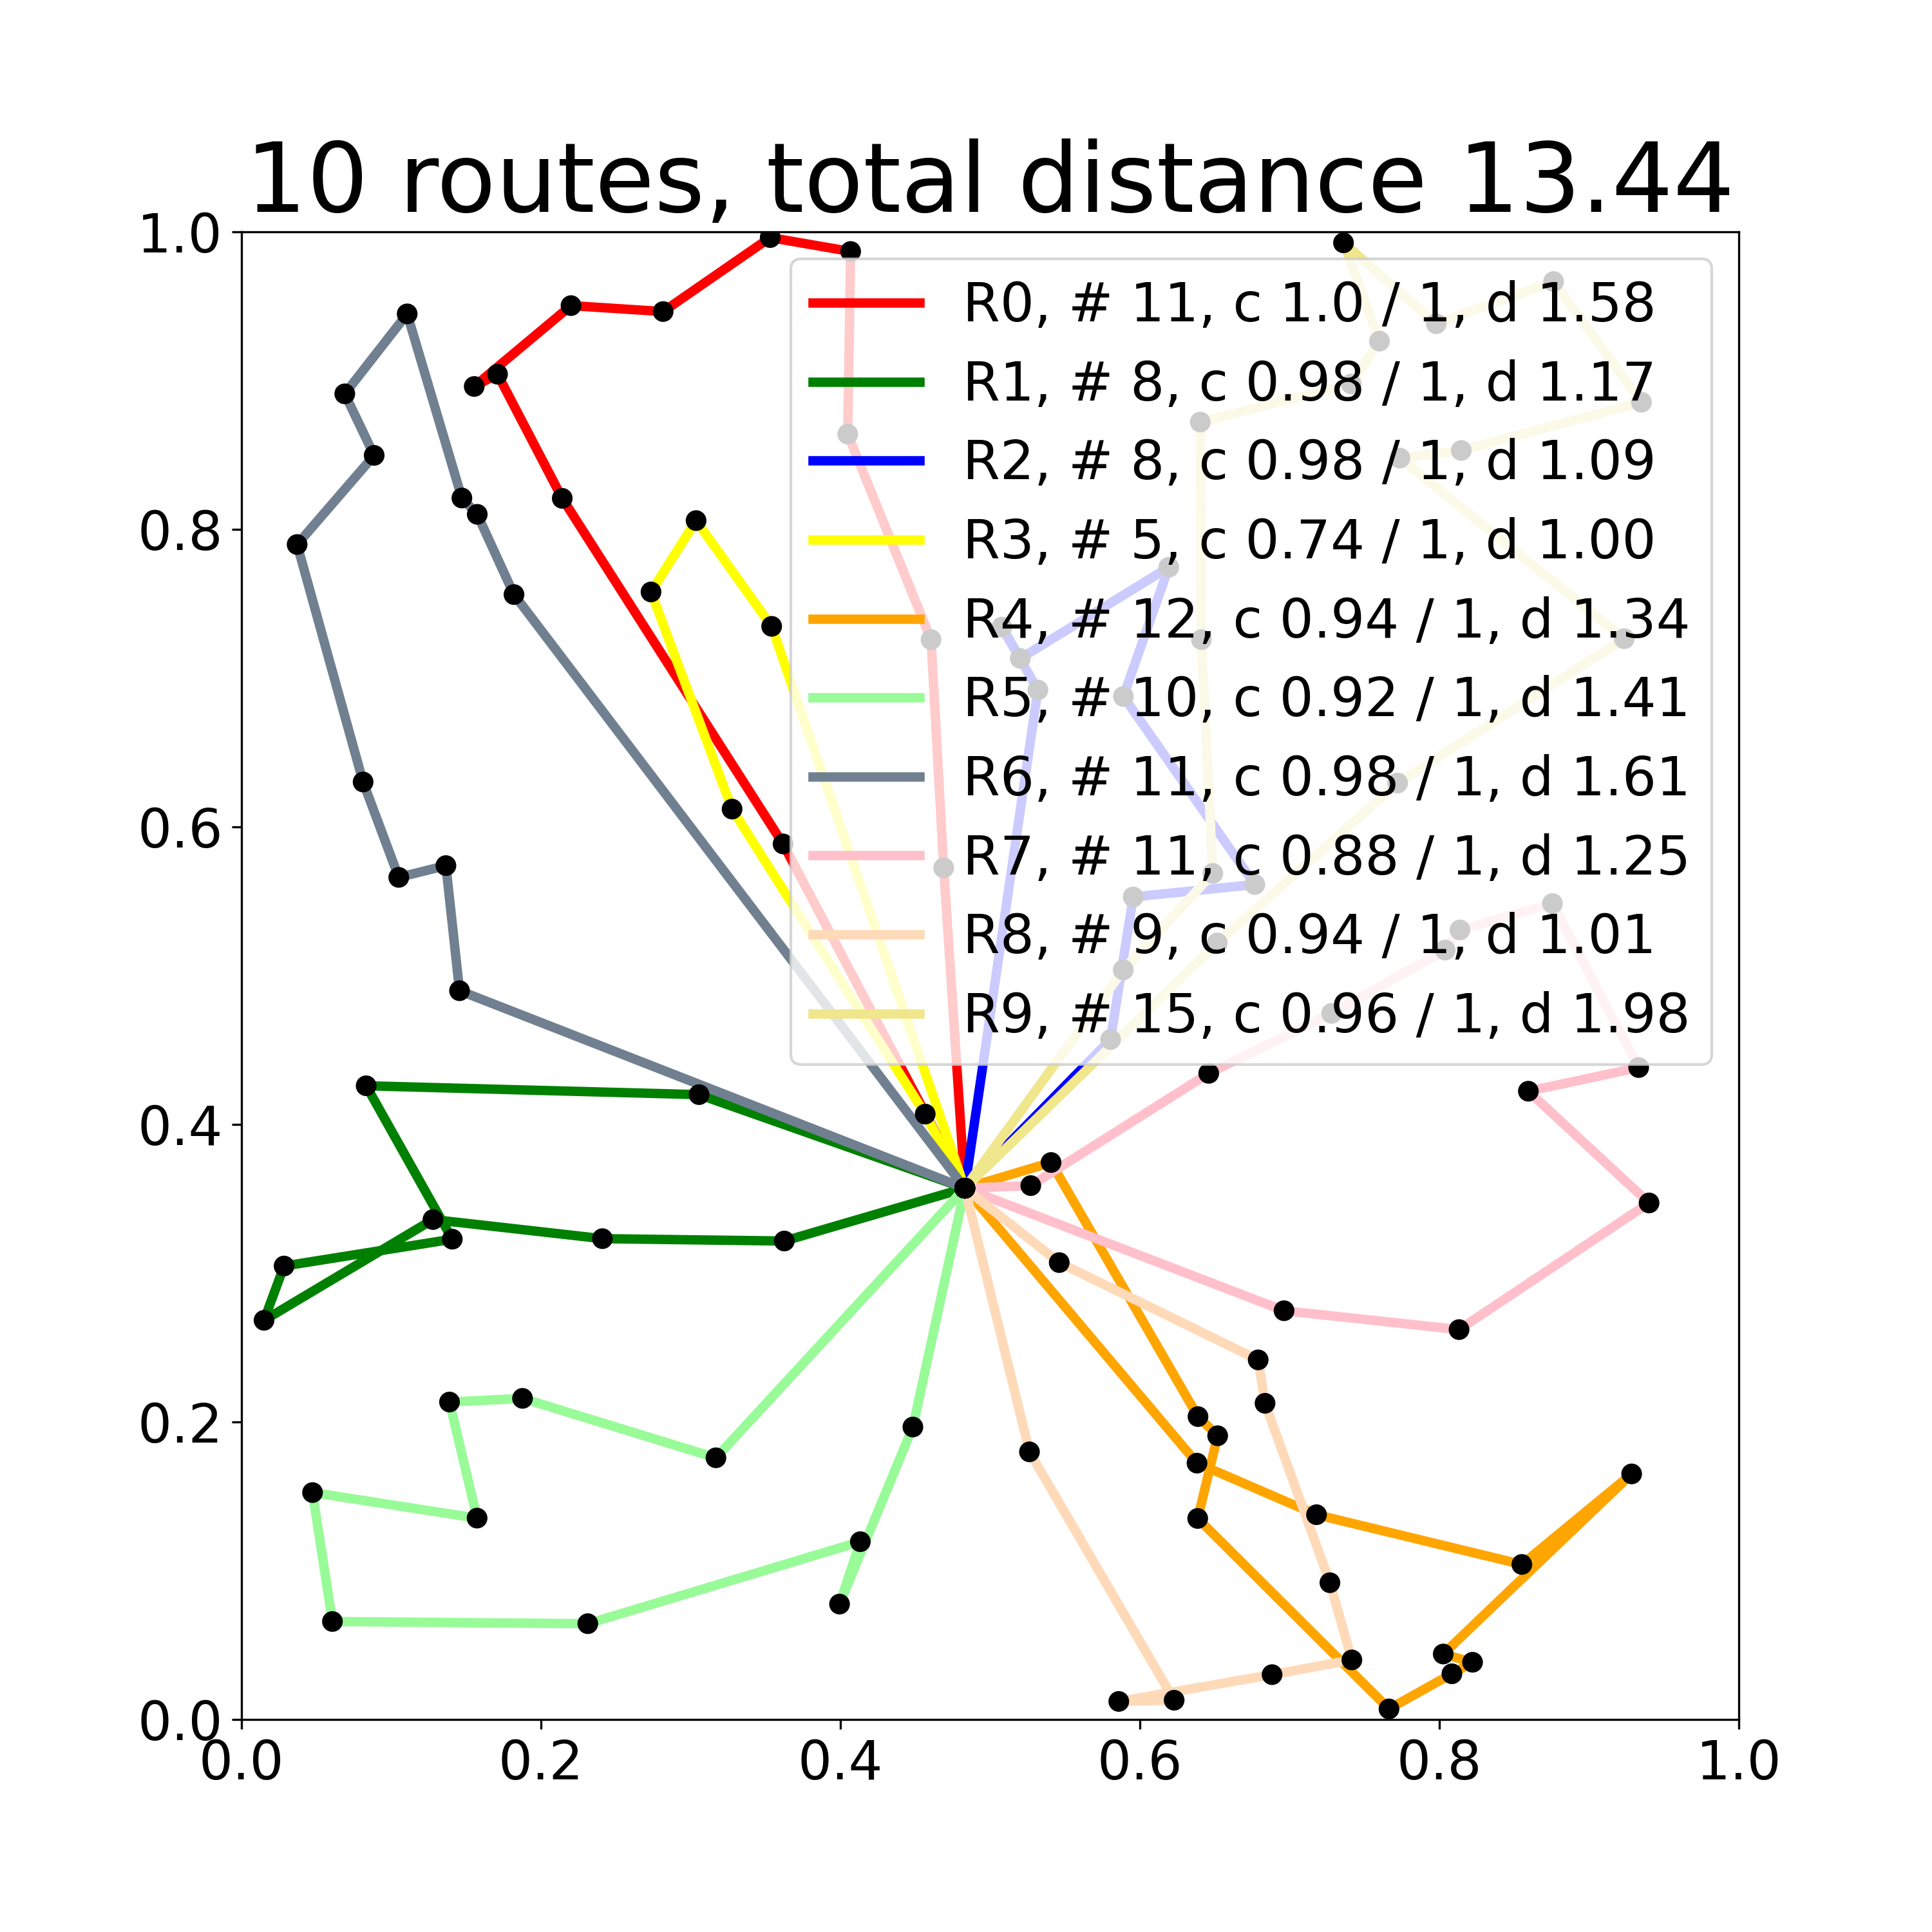 10 routes, total distance 13.44
1.0
0.8
0.6
0.4
0.2
0.0
0.0 0.2 0.4 0.6 0.8 1.0
R0, # 11, c 1.0 / 1, d 1.58
R1, # 8, c 0.98 / 1, d 1.17
R2, # 8, c 0.98 / 1, d 1.09
R3, # 5, c 0.74 / 1, d 1.00
R4, # 12, c 0.94 / 1, d 1.34
R5, # 10, c 0.92 / 1, d 1.41
R6, # 11, c 0.98 / 1, d 1.61
R7, # 11, c 0.88 / 1, d 1.25
R8, # 9, c 0.94 / 1, d 1.01
R9, # 15, c 0.96 / 1, d 1.98